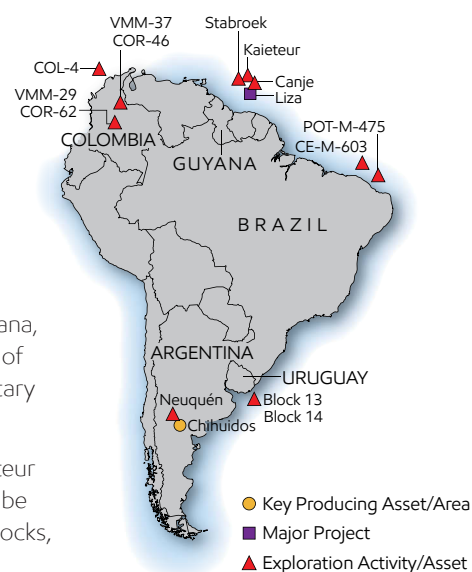 VMM-37
COR-46
COL-4
VMM-29
COR-62
COLOMBIA
Stabroek
Kaieteur
Canje
Liza
GUYANA
POT-M-475
CE-M-603
BRAZIL
ARGENTINA
URUGUAY
Neuquén
Block 13
Block 14
Chihuidos
ana,
of
tary
teur
be
ocks,
Key Producing Asset/Area
Major Project
Exploration Activity/Asset